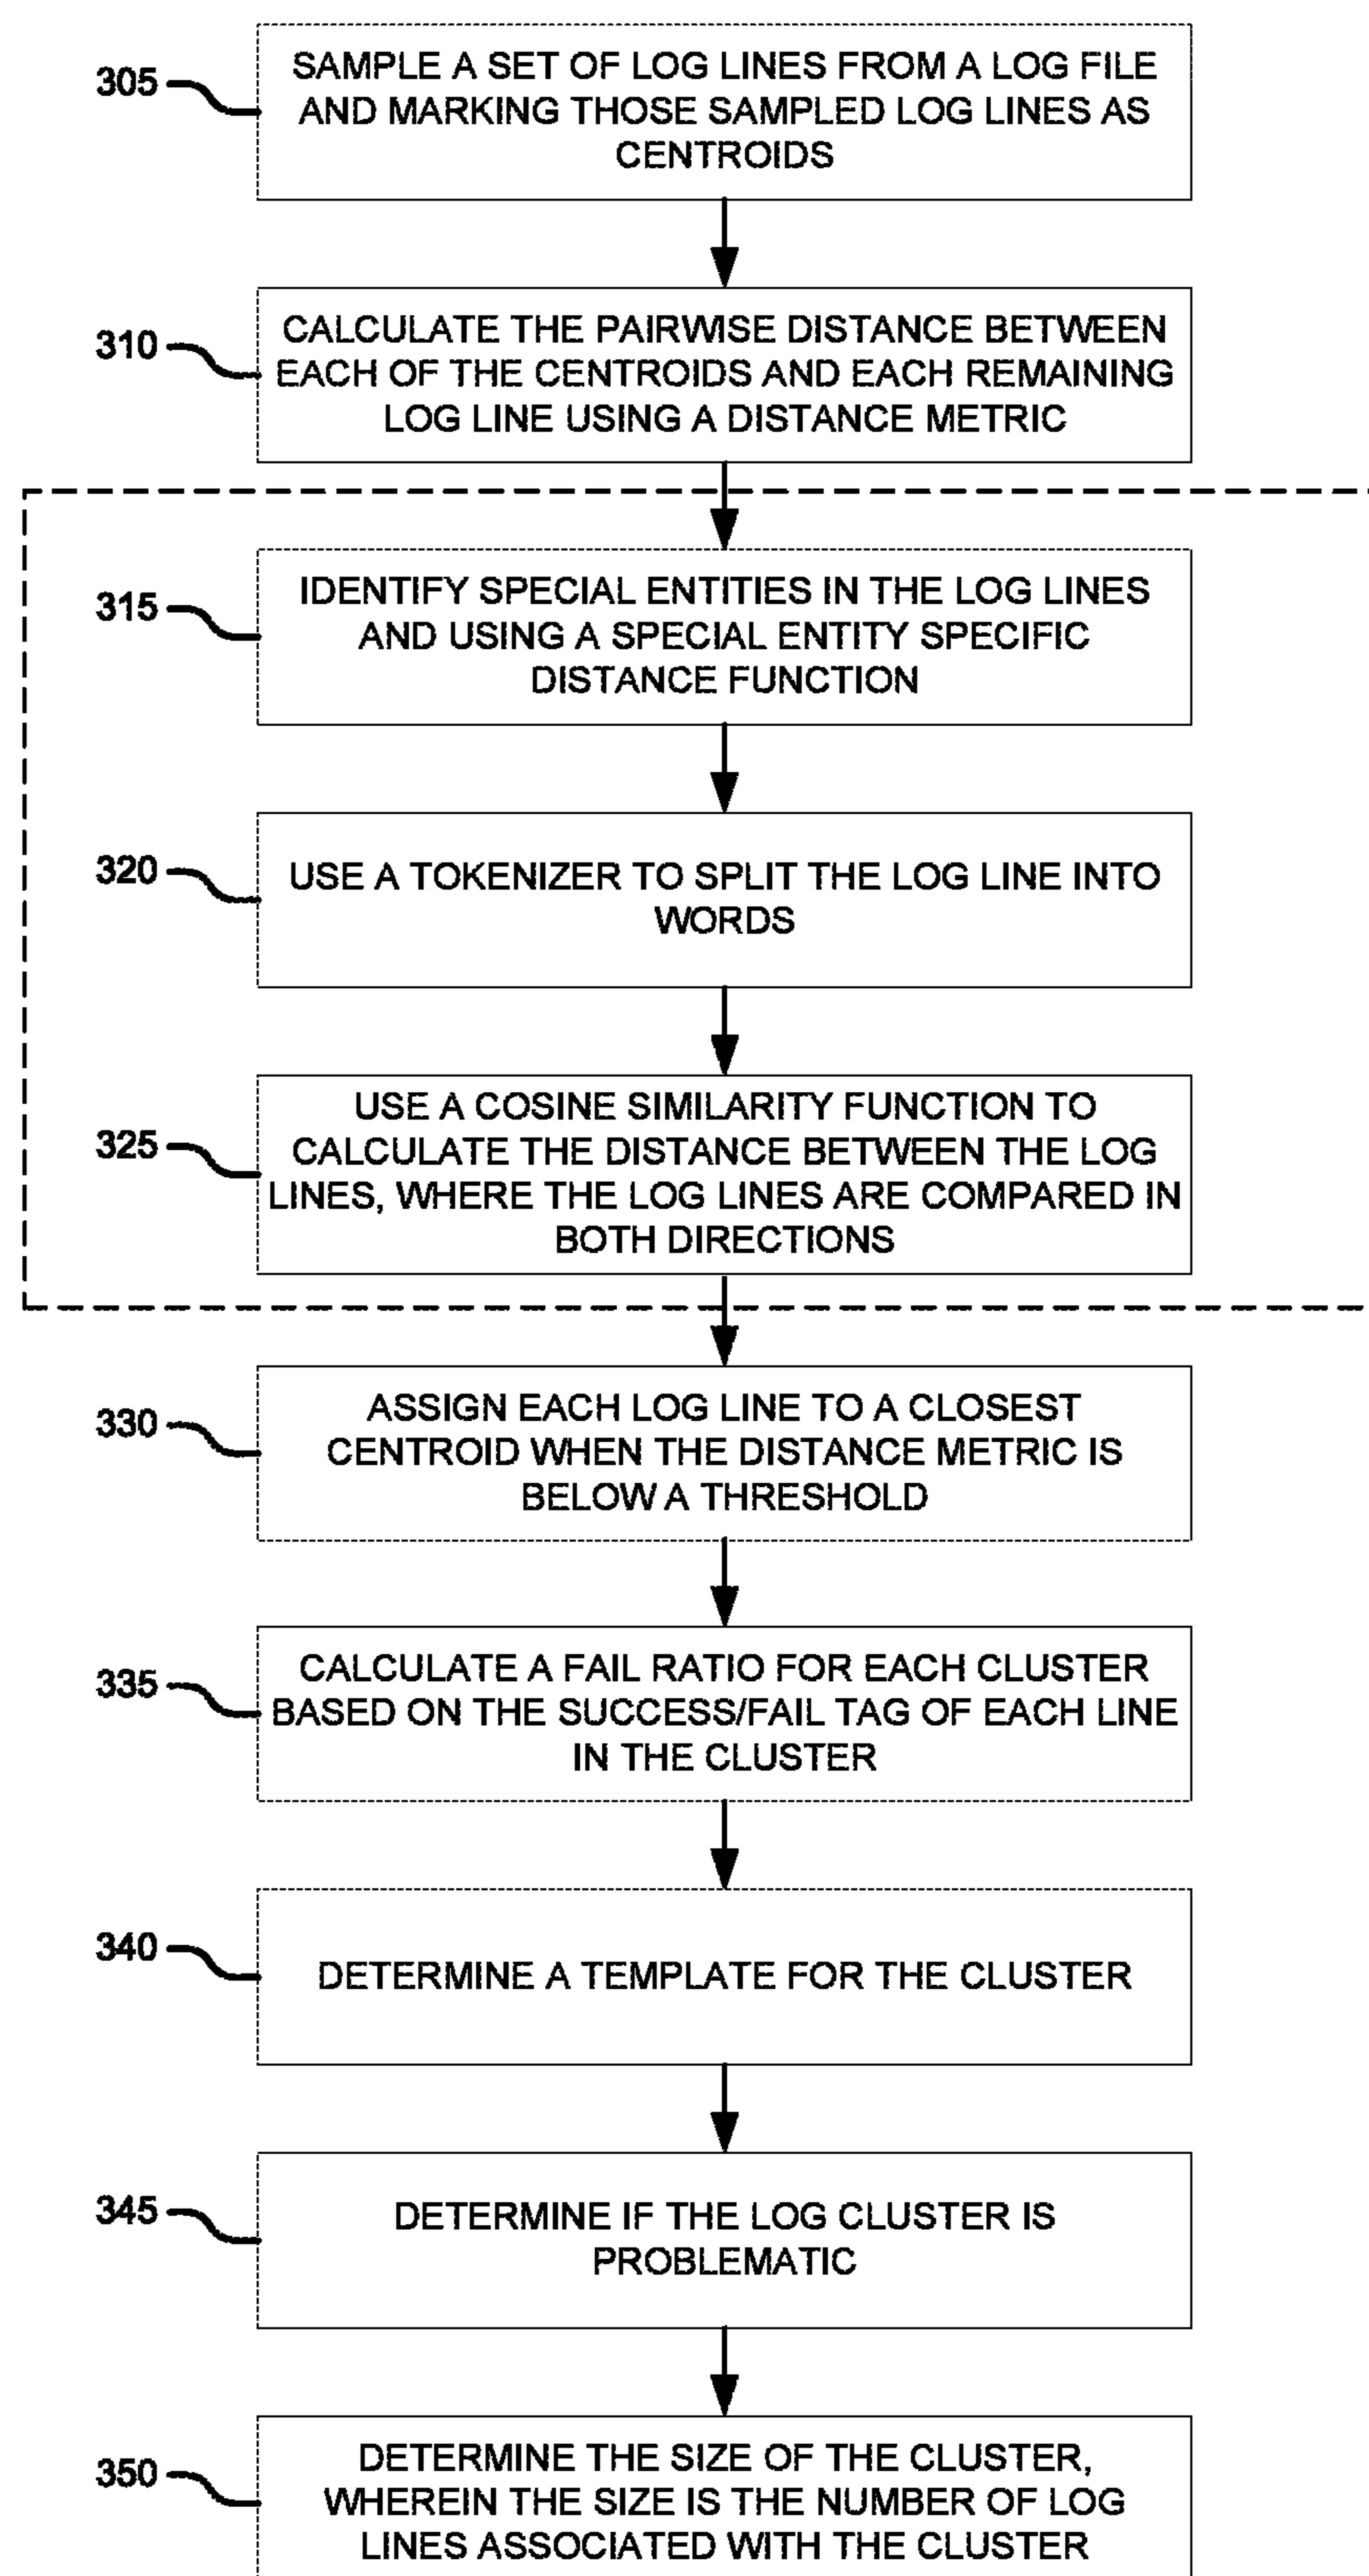 305
SAMPLE A SET OF LOG LINES FROM A LOG FILE
AND MARKING THOSE SAMPLED LOG LINES AS
CENTROIDS
310
CALCULATE THE PAIRWISE DISTANCE BETWEEN
EACH OF THE CENTROIDS AND EACH REMAINING
LOG LINE USING A DISTANCE METRIC
315
IDENTIFY SPECIAL ENTITIES IN THE LOG LINES
AND USING A SPECIAL ENTITY SPECIFIC
DISTANCE FUNCTION
320
USE A TOKENIZER TO SPLIT THE LOG LINE INTO
WORDS
325
USE A COSINE SIMILARITY FUNCTION TO
CALCULATE THE DISTANCE BETWEEN THE LOG
LINES, WHERE THE LOG LINES ARE COMPARED IN
BOTH DIRECTIONS
330
ASSIGN EACH LOG LINE TO A CLOSEST
CENTROID WHEN THE DISTANCE METRIC IS
BELOW A THRESHOLD
335
CALCULATE A FAIL RATIO FOR EACH CLUSTER
BASED ON THE SUCCESS/FAIL TAG OF EACH LINE
IN THE CLUSTER
340
DETERMINE A TEMPLATE FOR THE CLUSTER
345
DETERMINE IF THE LOG CLUSTER IS
PROBLEMATIC
350
DETERMINE THE SIZE OF THE CLUSTER,
WHEREIN THE SIZE IS THE NUMBER OF LOG
LINES ASSOCIATED WITH THE CLUSTER